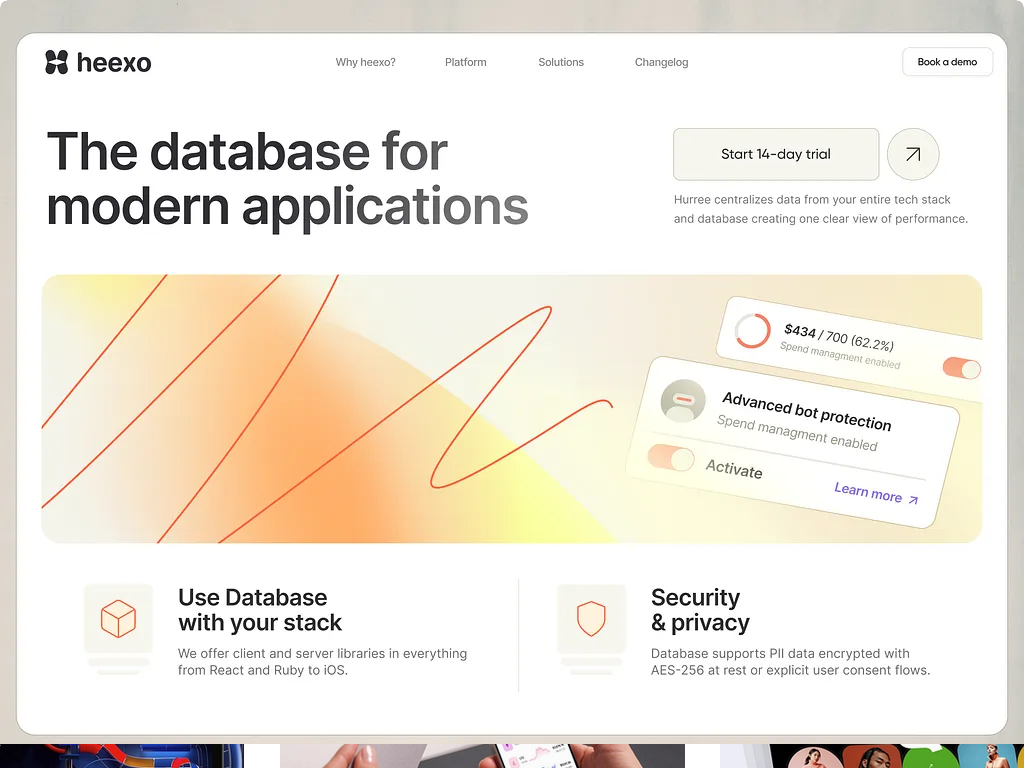 heexo
Why heexo?
Platform
Solutions
Changelog
Book a demo
The database for
modern applications
Start 14-day trial
Hurree centralizes data from your entire tech stack
and database creating one clear view of performance.
$434 / 700 (62.2%)
Spend managment enabled
Advanced bot protection
Spend managment enabled
Activate
Learn more
Use Database
with your stack
We offer client and server libraries in everything
from React and Ruby to iOS.
Security
& privacy
Database supports PII data encrypted with
AES-256 at rest or explicit user consent flows.